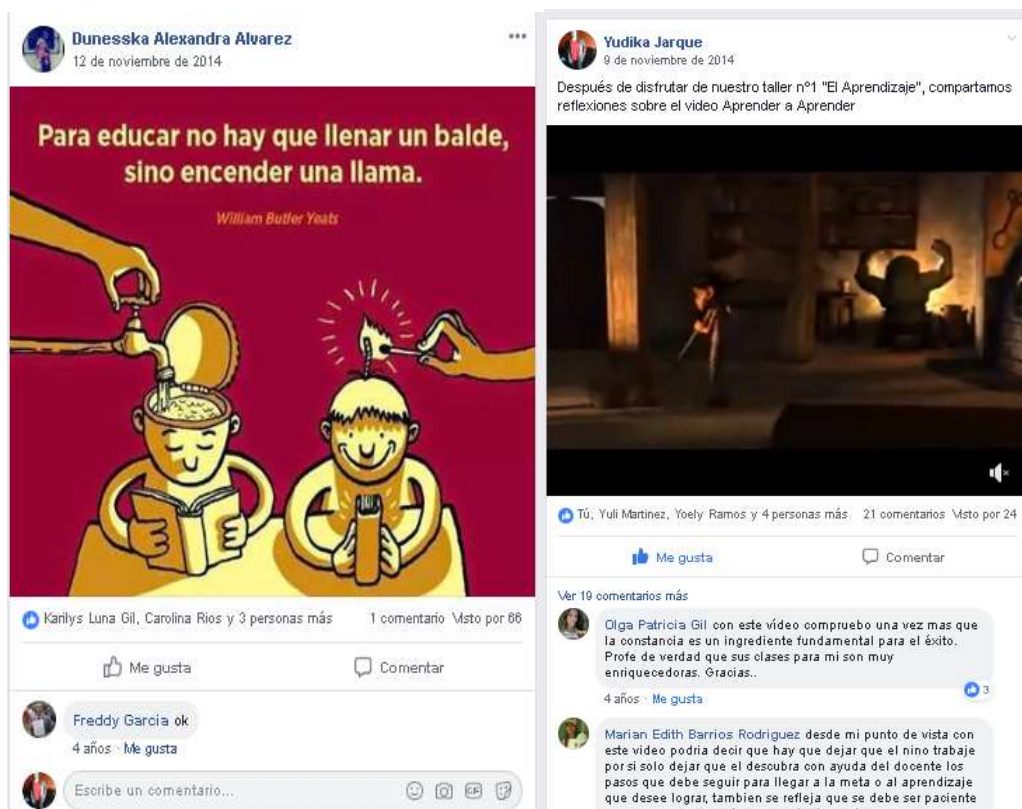 Dunesska Alexandra Alvarez
12 de noviembre de 2014
Para educar no hay que llenar un balde,
sino encender una llama.
William Butler Yeats
Karilys Luna Gil, Carolina Rios y 3 personas más
1 comentario Visto por 66
Me gusta
Comentar
Freddy Garcia ok
4 años · Me gusta
Escribe un comentario...
GIF
Yudika Jarque
9 de noviembre de 2014
Después de disfrutar de nuestro taller nº1 "El Aprendizaje", compartamos
reflexiones sobre el video Aprender a Aprender
Tú, Yuli Martinez, Yoely Ramos y 4 personas más
21 comentarios Visto por 24
Me gusta
Comentar
Ver 19 comentarios más
Olga Patricia Gil con este vídeo compruebo una vez mas que
la constancia es un ingrediente fundamental para el éxito.
Profe de verdad que sus clases para mi son muy
enriquecedoras. Gracias..
3
4 años · Me gusta
Marian Edith Barrios Rodriguez desde mi punto de vista con
este video podria decir que hay que dejar que el nino trabaje
por si solo dejar que el descubra con ayuda del docente los
pasos que debe seguir para llegar a la meta o al aprendizaje
que desee lograr, tambien se refleja que se debe ser paciente